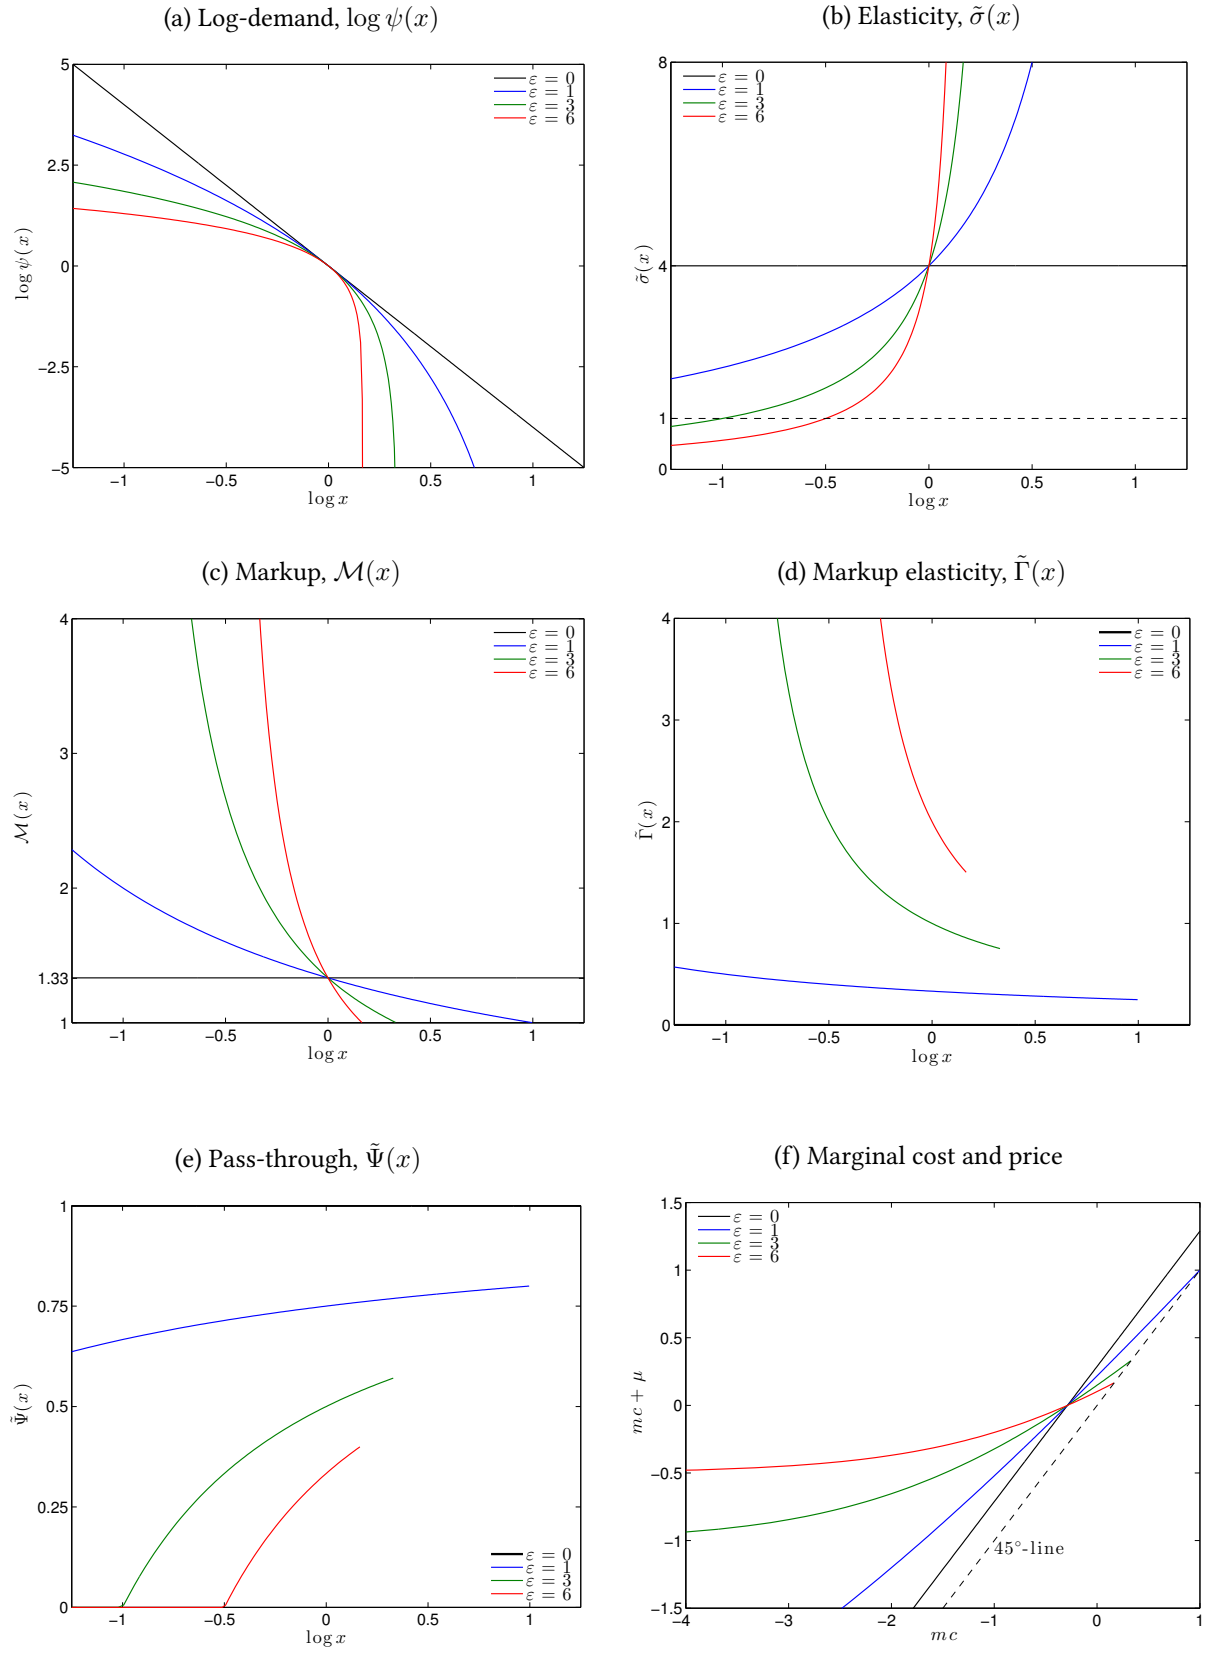 (a) Log-demand, log ψ(x)
5
2.5
0
−2.5
−5
−1
−0.5
0
0.5
1
log x
log ψ(x)
ε = 0
ε = 1
ε = 3
ε = 6
(b) Elasticity, σ̃(x)
8
4
1
0
−1
−0.5
0
0.5
1
log x
σ̃(x)
ε = 0
ε = 1
ε = 3
ε = 6
(c) Markup, ℳ(x)
4
3
2
1.33
1
−1
−0.5
0
0.5
1
log x
ℳ(x)
ε = 0
ε = 1
ε = 3
ε = 6
(d) Markup elasticity, Γ̃(x)
4
3
2
1
0
−1
−0.5
0
0.5
1
log x
Γ̃(x)
ε = 0
ε = 1
ε = 3
ε = 6
(e) Pass-through, Ψ̃(x)
1
0.75
0.5
0.25
0
−1
−0.5
0
0.5
1
log x
Ψ̃(x)
ε = 0
ε = 1
ε = 3
ε = 6
(f) Marginal cost and price
1.5
1
0.5
0
−0.5
−1
−1.5
−4
−3
−2
−1
0
1
mc
mc + μ
ε = 0
ε = 1
ε = 3
ε = 6
45°-line